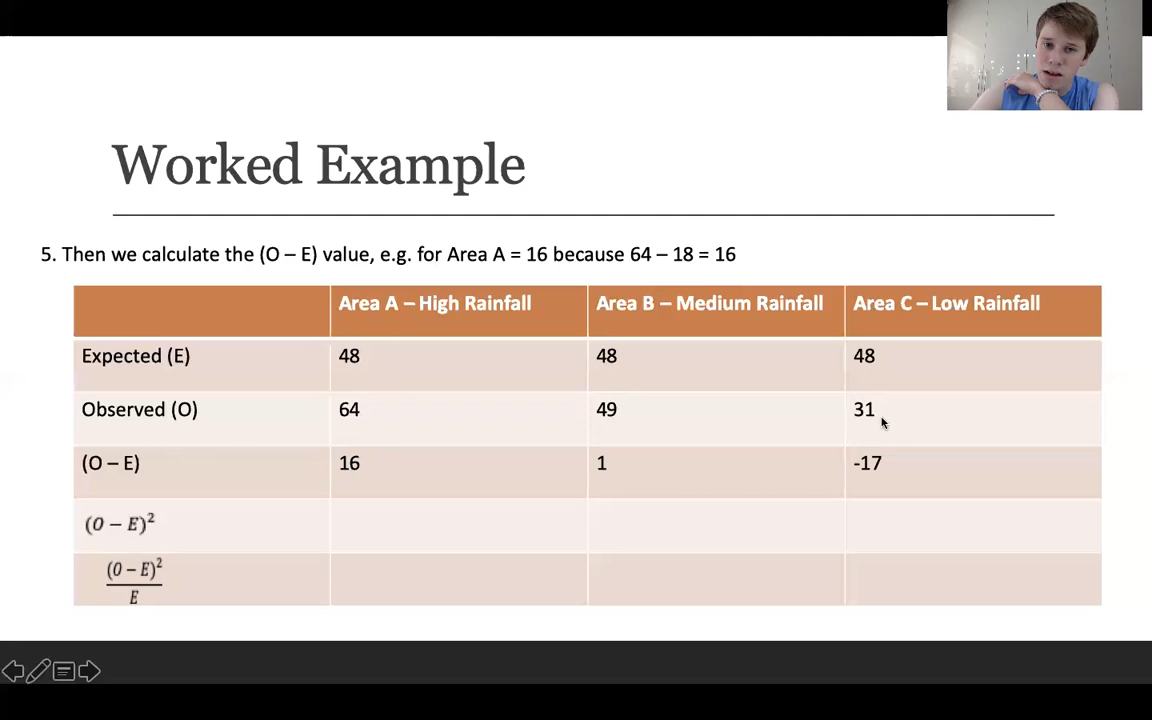 Worked Example
5. Then we calculate the (O – E) value, e.g. for Area A = 16 because 64 – 18 = 16
Area A – High Rainfall Area B – Medium Rainfall Area C – Low Rainfall
Expected (E) 48 48 48
Observed (O) 64 49 31
(O – E) 16 1 -17
(O – E)²
(O – E)²
E